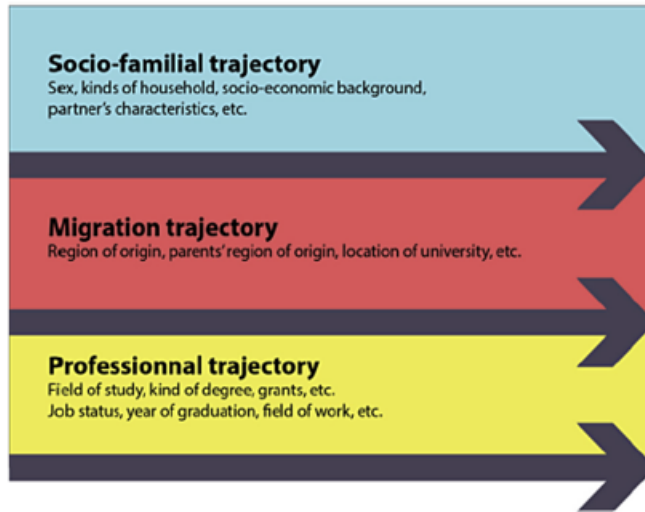 Socio-familial trajectory
Sex, kinds of household, socio-economic background,
partner's characteristics, etc.
Migration trajectory
Region of origin, parents' region of origin, location of university, etc.
Professionnal trajectory
Field of study, kind of degree, grants, etc.
Job status, year of graduation, field of work, etc.